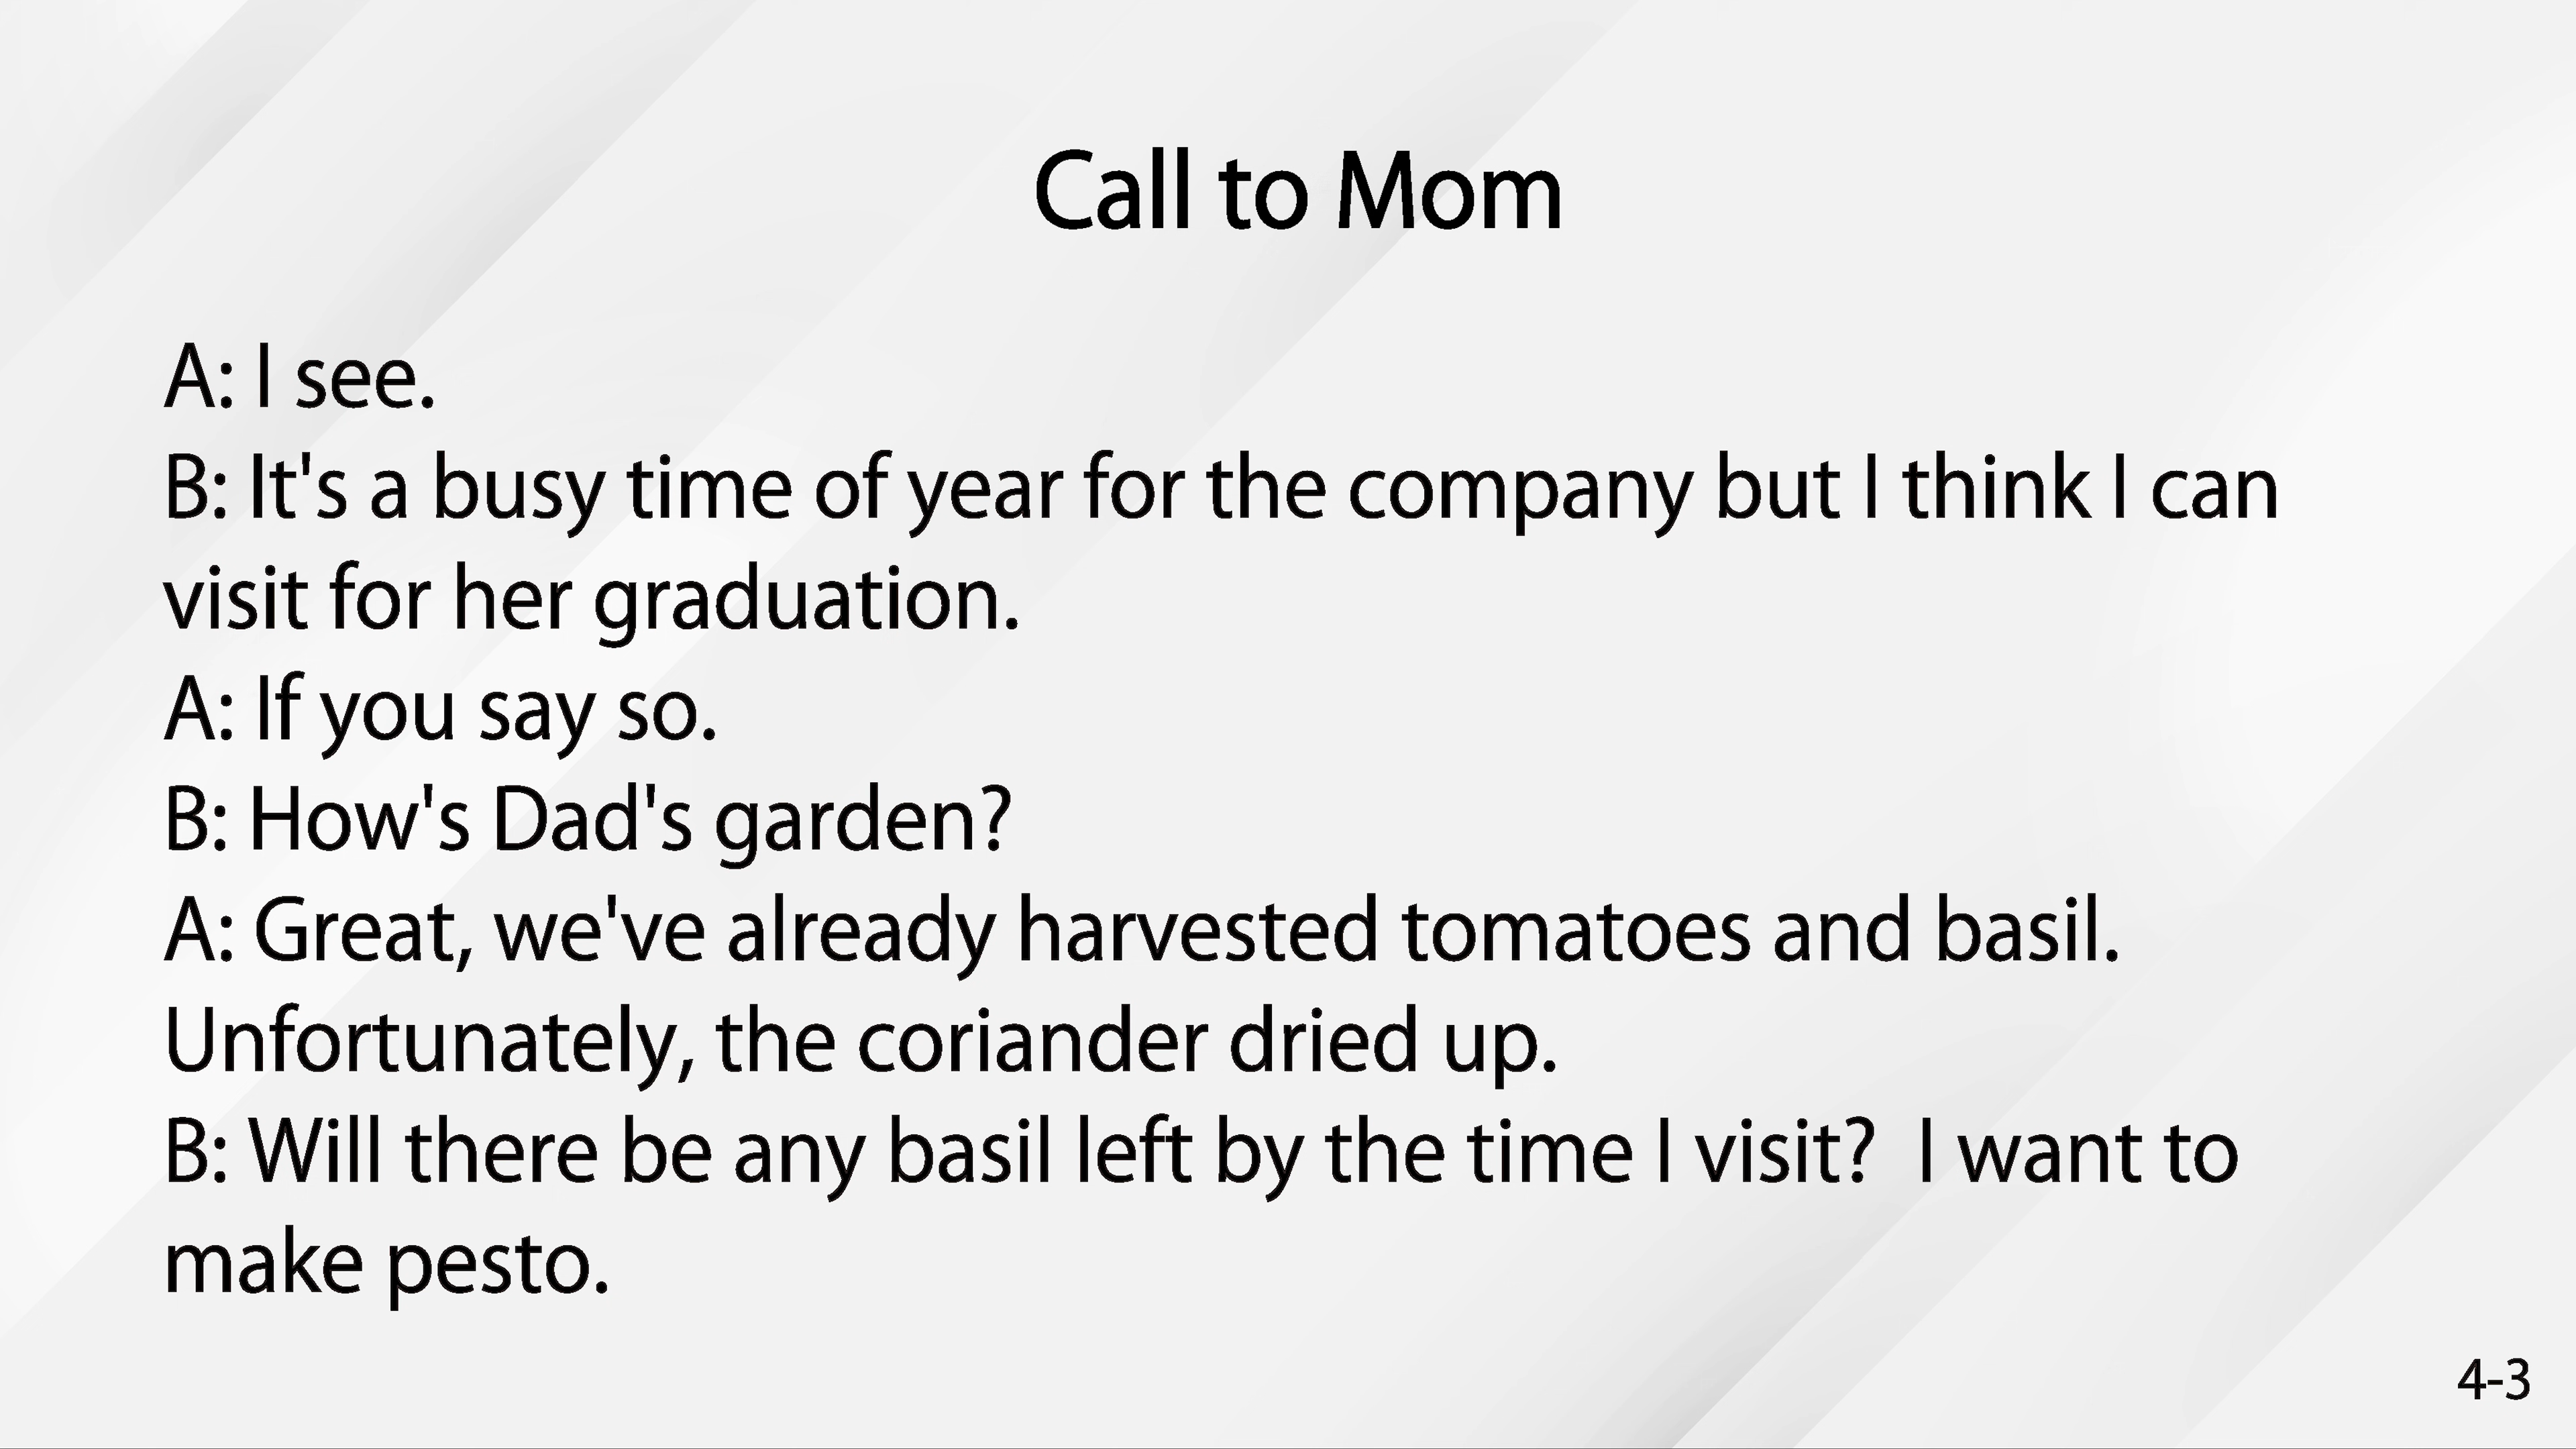 Call to Mom
A: I see.
B: It's a busy time of year for the company but I think I can
visit for her graduation.
A: If you say so.
B: How's Dad's garden?
A: Great, we've already harvested tomatoes and basil.
Unfortunately, the coriander dried up.
B: Will there be any basil left by the time I visit?  I want to
make pesto.
4-3